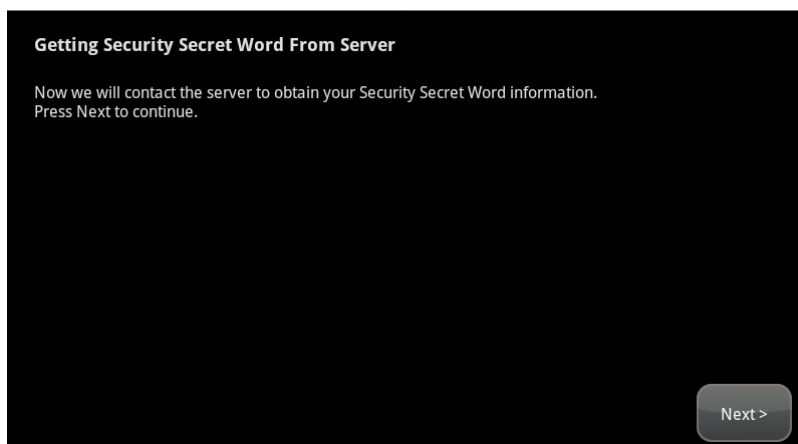 Getting Security Secret Word From Server
Now we will contact the server to obtain your Security Secret Word information.
Press Next to continue.
Next >